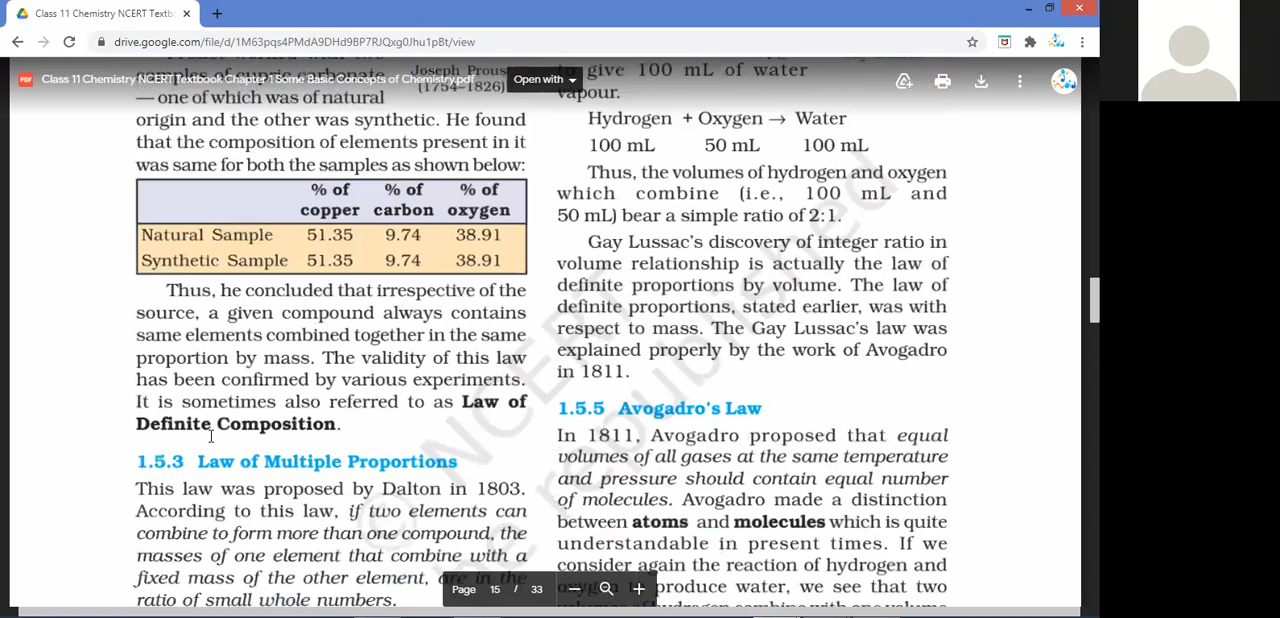 Class 11 Chemistry NCERT Textb
drive.google.com/file/d/1M63pqs4PMdA9DHd9BP7RJQxg0Jhu1pBt/view
Class 11 Chemistry NCERT Textbook Chapter 1 Some Basic Concepts of Chemistry.pdf
Open with
samples of cupric carbonate
— one of which was of natural
origin and the other was synthetic. He found
that the composition of elements present in it
was same for both the samples as shown below:
Joseph Proust
(1754–1826)
% of % of % of
copper carbon oxygen
Natural Sample 51.35 9.74 38.91
Synthetic Sample 51.35 9.74 38.91
Thus, he concluded that irrespective of the
source, a given compound always contains
same elements combined together in the same
proportion by mass. The validity of this law
has been confirmed by various experiments.
It is sometimes also referred to as Law of
Definite Composition.
1.5.3 Law of Multiple Proportions
This law was proposed by Dalton in 1803.
According to this law, if two elements can
combine to form more than one compound, the
masses of one element that combine with a
fixed mass of the other element, are in the
ratio of small whole numbers.
to give 100 mL of water
vapour.
Hydrogen + Oxygen → Water
100 mL 50 mL 100 mL
Thus, the volumes of hydrogen and oxygen
which combine (i.e., 100 mL and
50 mL) bear a simple ratio of 2:1.
Gay Lussac's discovery of integer ratio in
volume relationship is actually the law of
definite proportions by volume. The law of
definite proportions, stated earlier, was with
respect to mass. The Gay Lussac's law was
explained properly by the work of Avogadro
in 1811.
1.5.5 Avogadro's Law
In 1811, Avogadro proposed that equal
volumes of all gases at the same temperature
and pressure should contain equal number
of molecules. Avogadro made a distinction
between atoms and molecules which is quite
understandable in present times. If we
consider again the reaction of hydrogen and
oxygen to produce water, we see that two
volumes of hydrogen combine with one volume
© NCERT
be republished
Page 15 / 33